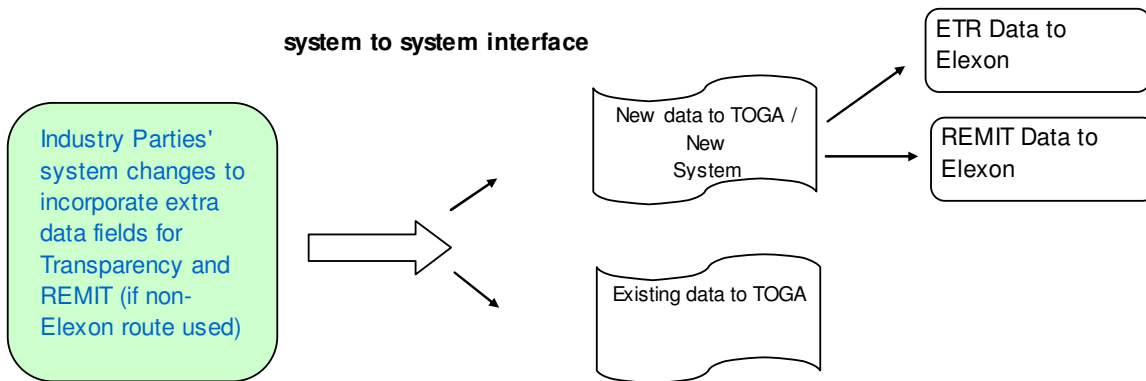 system to system interface
ETR Data to
Elexon
New data to TOGA /
New
System
REMIT Data to
Elexon
Industry Parties'
system changes to
incorporate extra
data fields for
Transparency and
REMIT (if non-
Elexon route used)
Existing data to TOGA